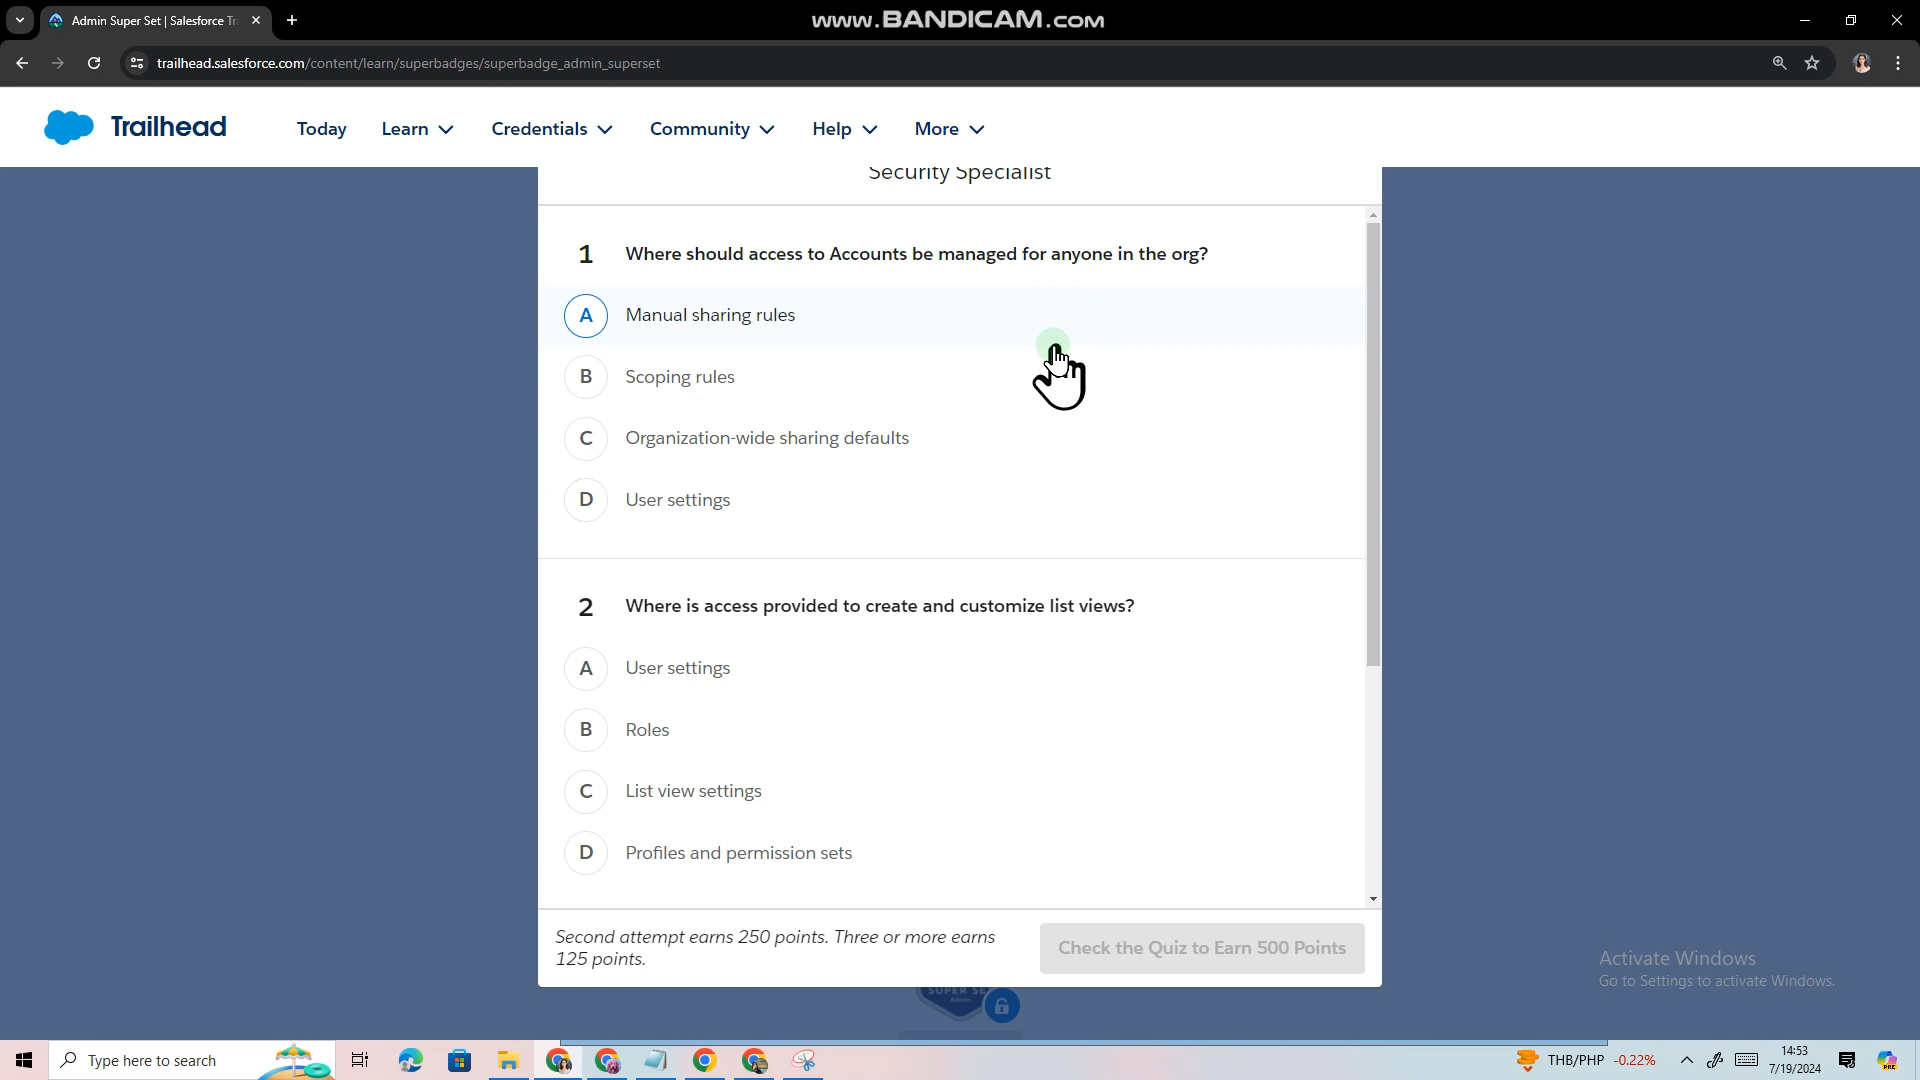 Admin Super Set | Salesforce Tr
www.BANDICAM.com
trailhead.salesforce.com/content/learn/superbadges/superbadge_admin_superset
Trailhead
Today
Learn
Credentials
Community
Help
More
Security Specialist
1 Where should access to Accounts be managed for anyone in the org?
A Manual sharing rules
B Scoping rules
C Organization-wide sharing defaults
D User settings
2 Where is access provided to create and customize list views?
A User settings
B Roles
C List view settings
D Profiles and permission sets
Second attempt earns 250 points. Three or more earns
125 points.
Check the Quiz to Earn 500 Points
SUPER SE
Admin
Activate Windows
Go to Settings to activate Windows.
Type here to search
THB/PHP -0.22%
14:53
7/19/2024
PRE